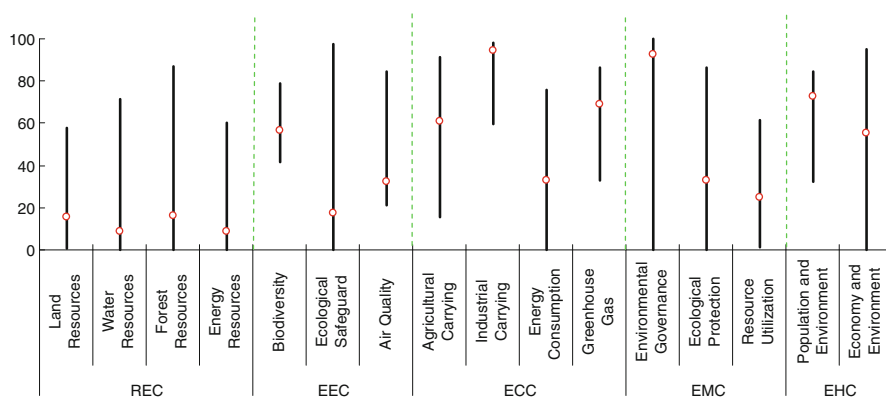 100
80
60
40
20
0
Land
Resources
Water
Resources
Forest
Resources
Energy
Resources
Biodiversity
Ecological
Safeguard
Air Quality
Agricultural
Carrying
Industrial
Carrying
Energy
Consumption
Greenhouse
Gas
Environmental
Governance
Ecological
Protection
Resource
Utilization
Population and
Environment
Economy and
Environment
REC
EEC
ECC
EMC
EHC